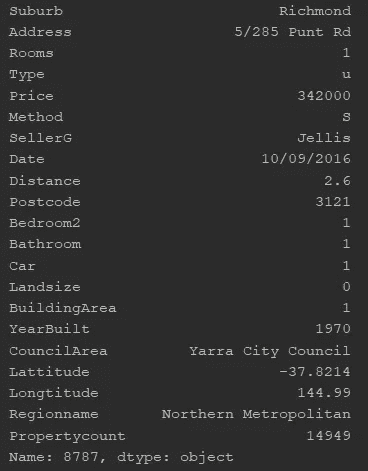 Suburb Richmond
Address 5/285 Punt Rd
Rooms 1
Type u
Price 342000
Method S
SellerG Jellis
Date 10/09/2016
Distance 2.6
Postcode 3121
Bedroom2 1
Bathroom 1
Car 1
Landsize 0
BuildingArea 1
YearBuilt 1970
CouncilArea Yarra City Council
Lattitude -37.8214
Longtitude 144.99
Regionname Northern Metropolitan
Propertycount 14949
Name: 8787, dtype: object